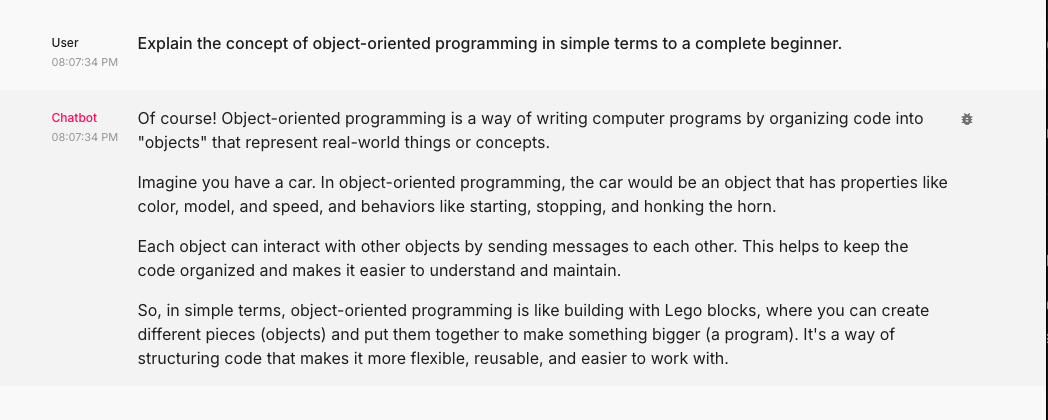 User
08:07:34 PM
Explain the concept of object-oriented programming in simple terms to a complete beginner.
Chatbot
08:07:34 PM
Of course! Object-oriented programming is a way of writing computer programs by organizing code into
"objects" that represent real-world things or concepts.
Imagine you have a car. In object-oriented programming, the car would be an object that has properties like
color, model, and speed, and behaviors like starting, stopping, and honking the horn.
Each object can interact with other objects by sending messages to each other. This helps to keep the
code organized and makes it easier to understand and maintain.
So, in simple terms, object-oriented programming is like building with Lego blocks, where you can create
different pieces (objects) and put them together to make something bigger (a program). It's a way of
structuring code that makes it more flexible, reusable, and easier to work with.